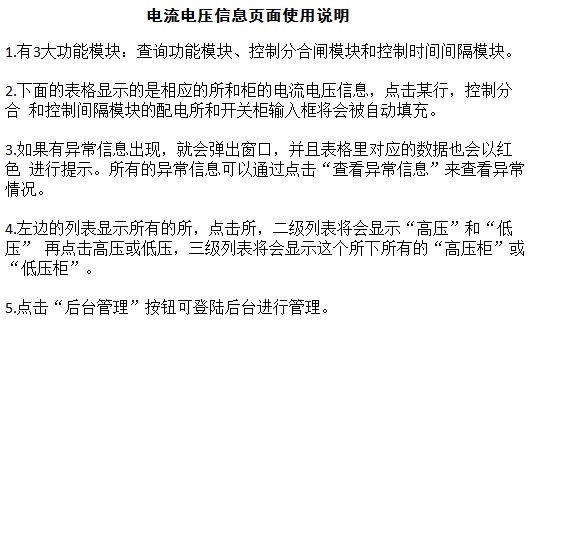 电流电压信息页面使用说明
1.有3大功能模块：查询功能模块、控制分合闸模块和控制时间间隔模块。
2.下面的表格显示的是相应的所和柜的电流电压信息，点击某行，控制分
合 和控制间隔模块的配电所和开关柜输入框将会被自动填充。
3.如果有异常信息出现，就会弹出窗口，并且表格里对应的数据也会以红
色 进行提示。所有的异常信息可以通过点击“查看异常信息”来查看异常
情况。
4.左边的列表显示所有的所，点击所，二级列表将会显示“高压”和“低
压” 再点击高压或低压，三级列表将会显示这个所下所有的“高压柜”或
“低压柜”。
5.点击“后台管理”按钮可登陆后台进行管理。